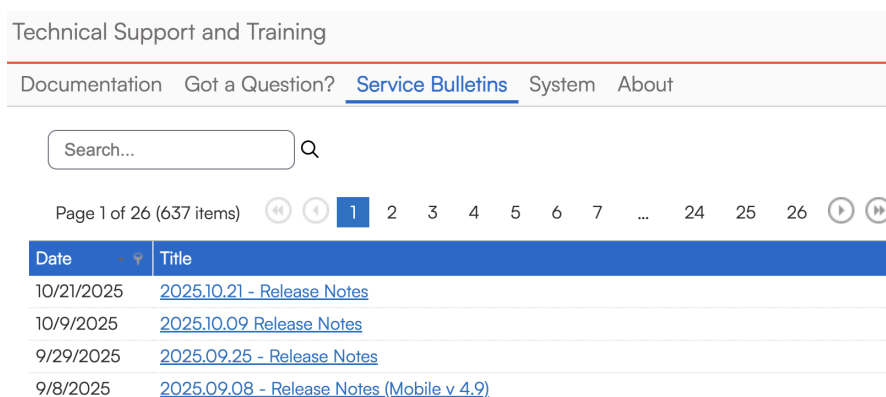 Technical Support and Training
Documentation Got a Question? Service Bulletins System About
Search...
Page 1 of 26 (637 items) 1 2 3 4 5 6 7 ... 24 25 26
Date Title
10/21/2025 2025.10.21 - Release Notes
10/9/2025 2025.10.09 Release Notes
9/29/2025 2025.09.25 - Release Notes
9/8/2025 2025.09.08 - Release Notes (Mobile v 4.9)